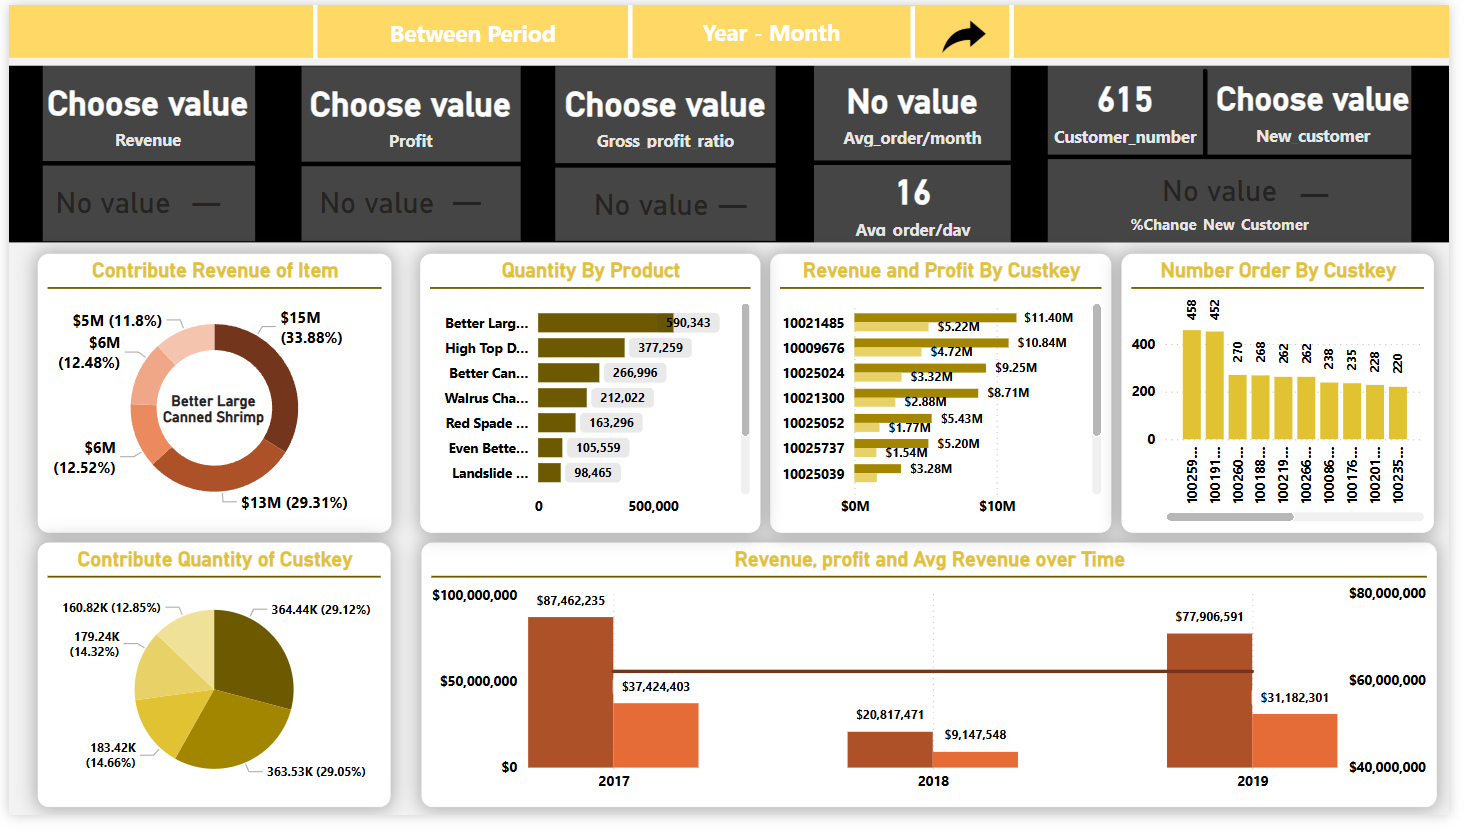 Between Period
Year - Month
Choose value
Revenue
Choose value
Profit
Choose value
Gross profit ratio
No value
Avg_order/month
615
Customer_number
Choose value
New customer
No value —
No value —
No value —
16
Avg order/day
No value —
%Change New Customer
Contribute Revenue of Item
$5M (11.8%)
$15M
(33.88%)
$6M
(12.48%)
Better Large
Canned Shrimp
$6M
(12.52%)
$13M (29.31%)
Quantity By Product
Better Larg... 590,343
High Top D... 377,259
Better Can... 266,996
Walrus Cha... 212,022
Red Spade ... 163,296
Even Bette... 105,559
Landslide ... 98,465
0 500,000
Revenue and Profit By Custkey
10021485 $11.40M
$5.22M
10009676 $10.84M
$4.72M
10025024 $9.25M
$3.32M
10021300 $8.71M
$2.88M
10025052 $5.43M
$1.77M
10025737 $5.20M
$1.54M
10025039 $3.28M
$0M $10M
Number Order By Custkey
458 452 270 268 262 262 238 235 228 220
400
200
0
100259... 100191... 100260... 100188... 100219... 100266... 100086... 100176... 100201... 100235...
Contribute Quantity of Custkey
160.82K (12.85%)
364.44K (29.12%)
179.24K
(14.32%)
183.42K
(14.66%)
363.53K (29.05%)
Revenue, profit and Avg Revenue over Time
$100,000,000
$50,000,000
$0
$87,462,235
$37,424,403
$20,817,471
$9,147,548
$77,906,591
$31,182,301
$80,000,000
$60,000,000
$40,000,000
2017 2018 2019